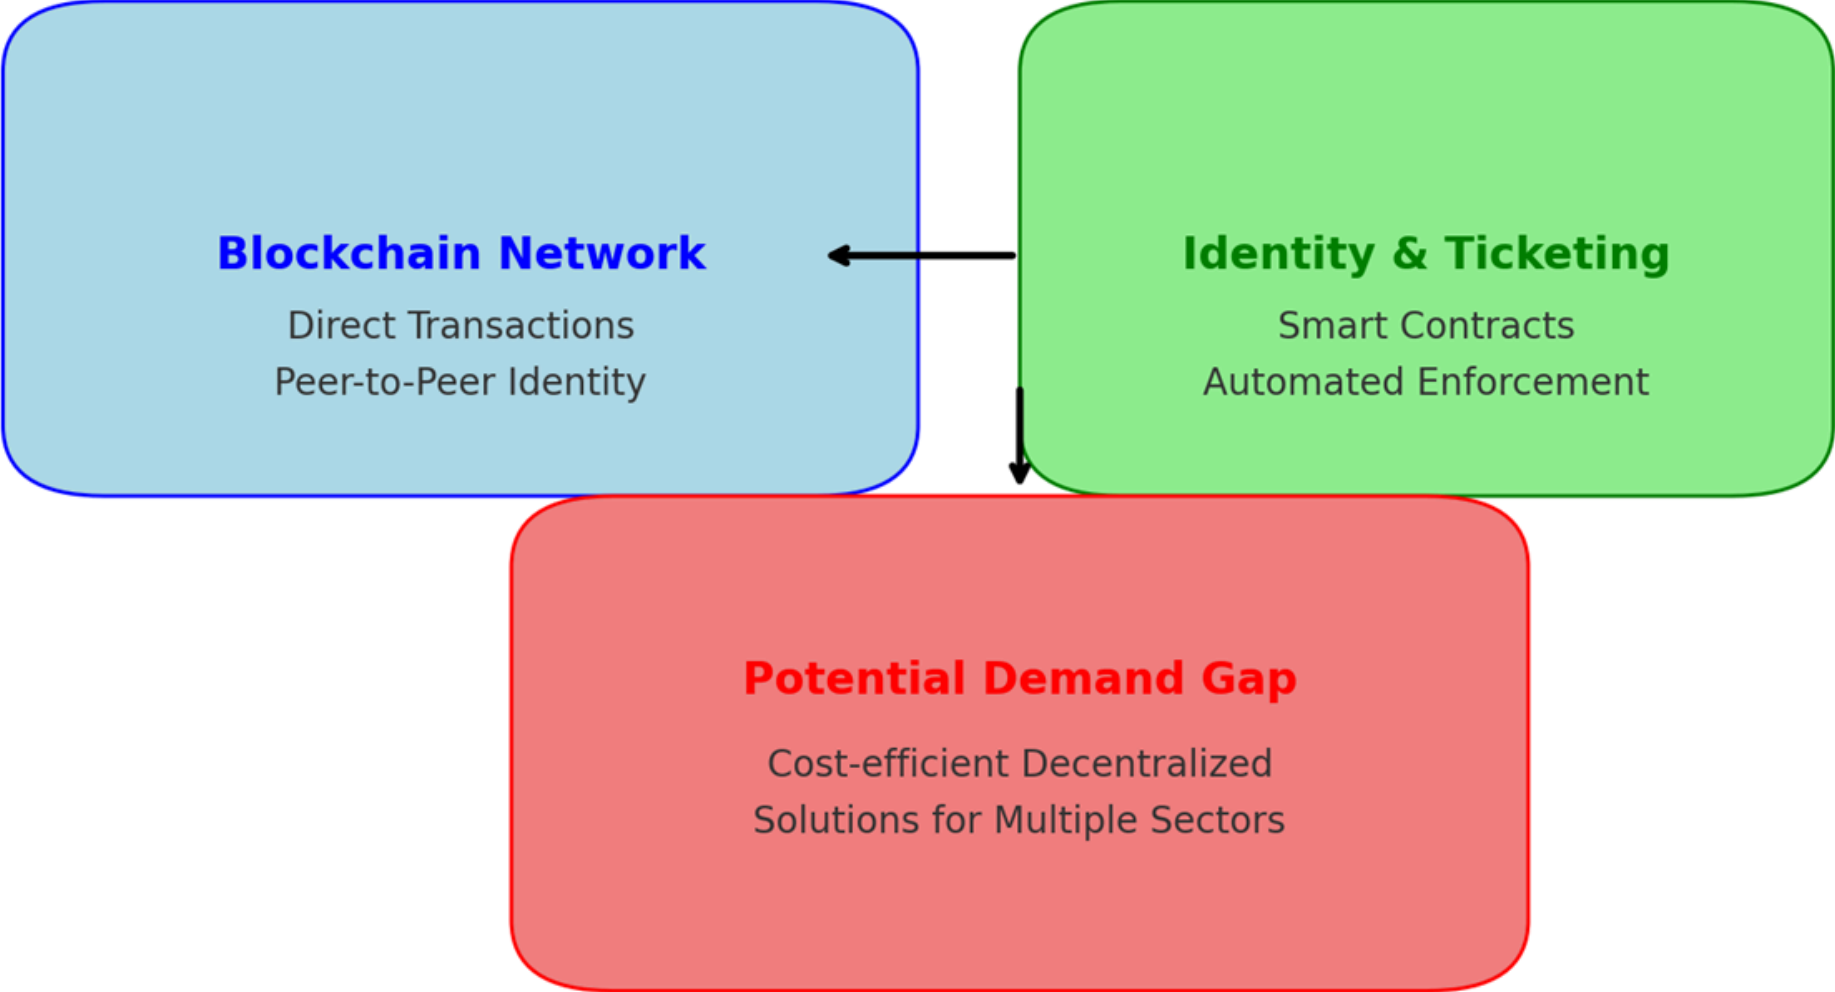 Blockchain Network
Direct Transactions
Peer-to-Peer Identity
Identity & Ticketing
Smart Contracts
Automated Enforcement
Potential Demand Gap
Cost-efficient Decentralized
Solutions for Multiple Sectors